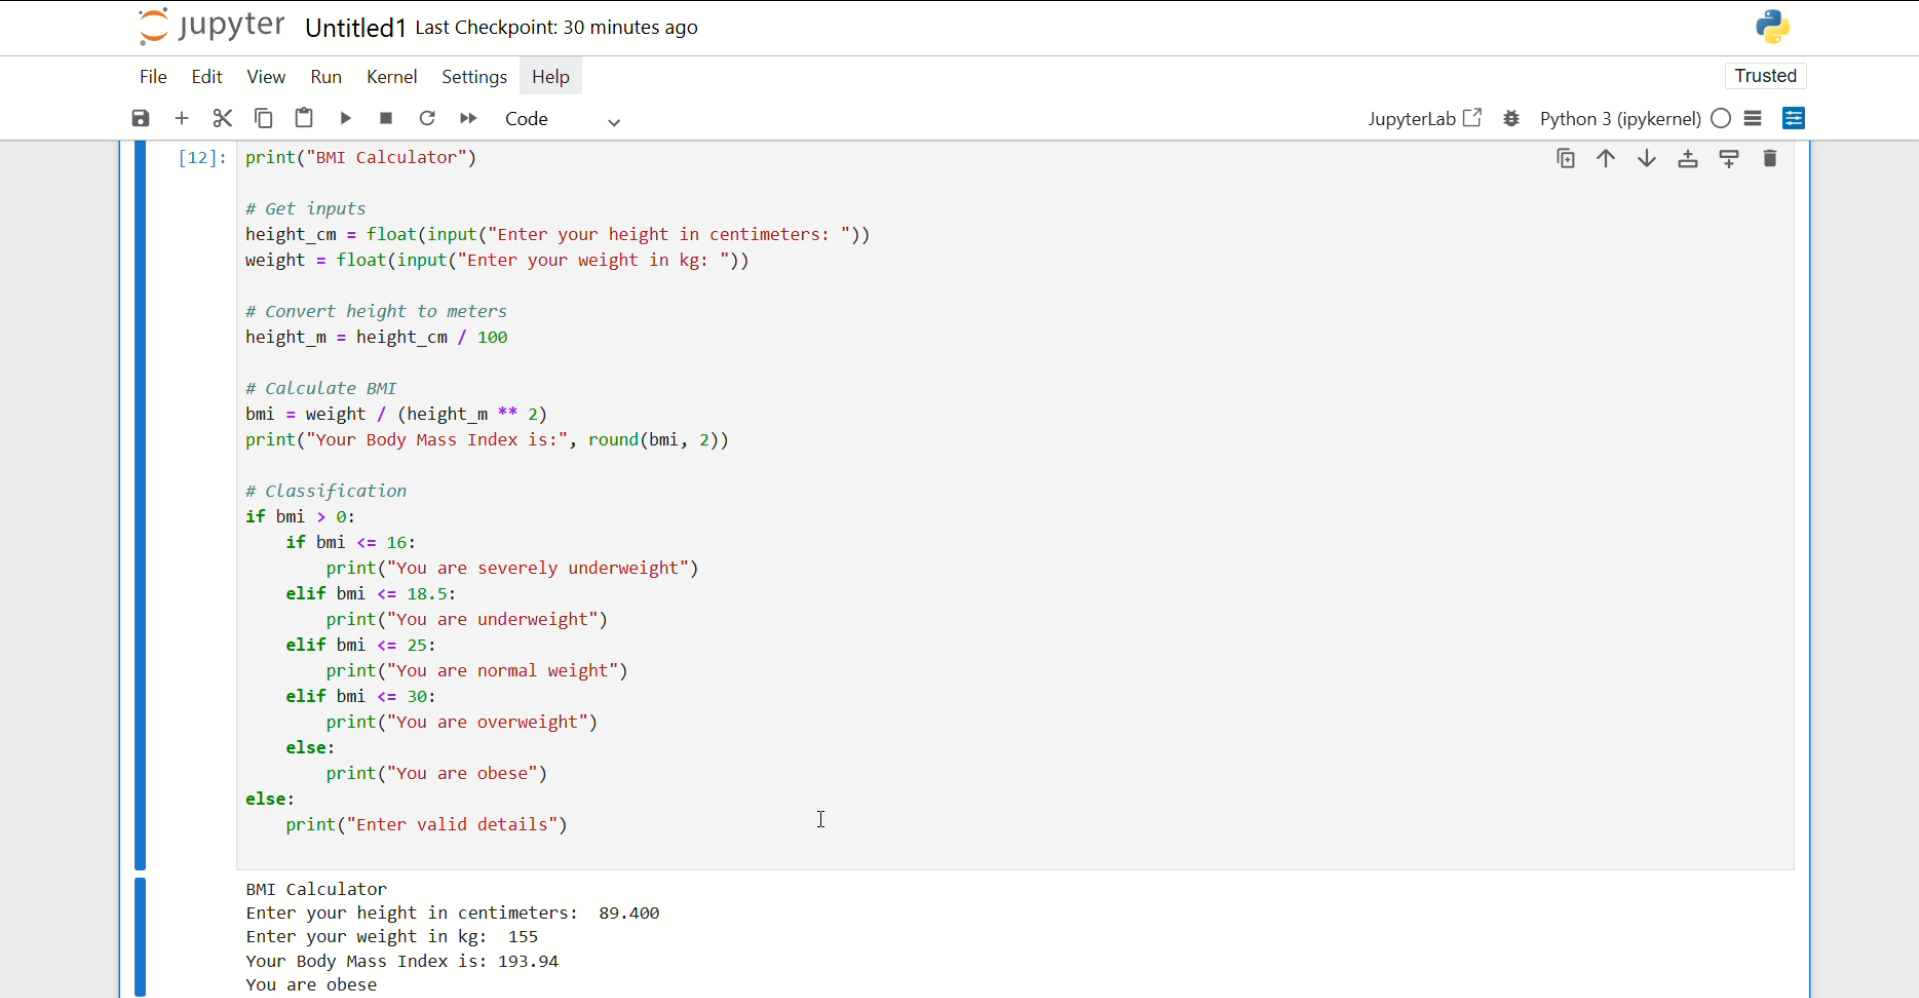 jupyter Untitled1 Last Checkpoint: 30 minutes ago
File Edit View Run Kernel Settings Help Trusted
Code JupyterLab Python 3 (ipykernel)
[12]: print("BMI Calculator")
# Get inputs
height_cm = float(input("Enter your height in centimeters: "))
weight = float(input("Enter your weight in kg: "))
# Convert height to meters
height_m = height_cm / 100
# Calculate BMI
bmi = weight / (height_m ** 2)
print("Your Body Mass Index is:", round(bmi, 2))
# Classification
if bmi > 0:
    if bmi <= 16:
        print("You are severely underweight")
    elif bmi <= 18.5:
        print("You are underweight")
    elif bmi <= 25:
        print("You are normal weight")
    elif bmi <= 30:
        print("You are overweight")
    else:
        print("You are obese")
else:
    print("Enter valid details")
BMI Calculator
Enter your height in centimeters:  89.400
Enter your weight in kg:  155
Your Body Mass Index is: 193.94
You are obese